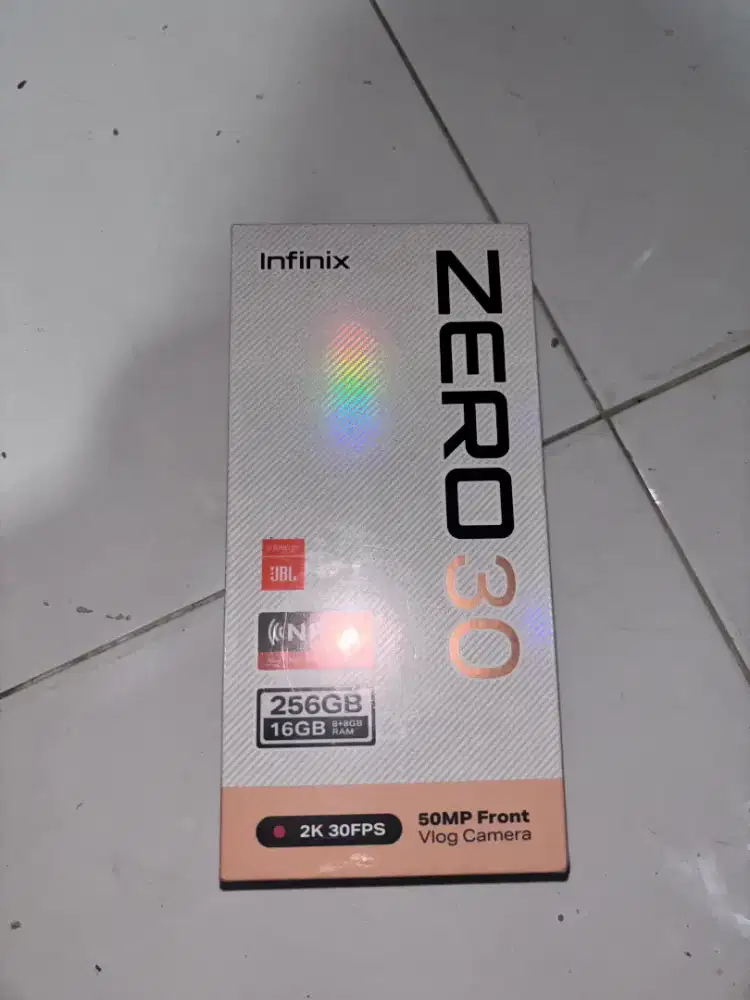 Infinix
ZERO 30
JBL
256GB
16GB 8+8GB RAM
2K 30FPS
50MP Front
Vlog Camera